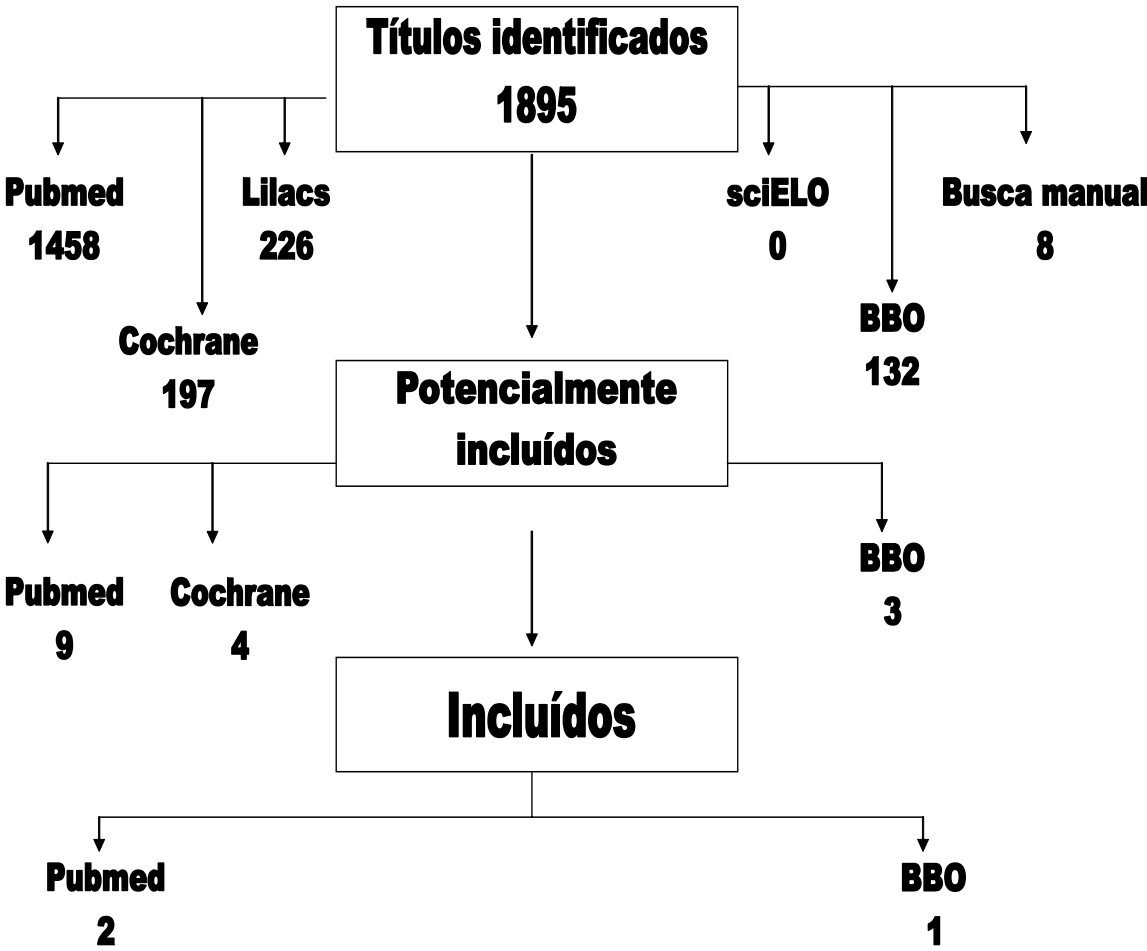 Títulos identificados
1895
Pubmed
1458
Cochrane
197
Lilacs
226
sciELO
0
BBO
132
Busca manual
8
Potencialmente
incluídos
Pubmed
9
Cochrane
4
BBO
3
Incluídos
Pubmed
2
BBO
1